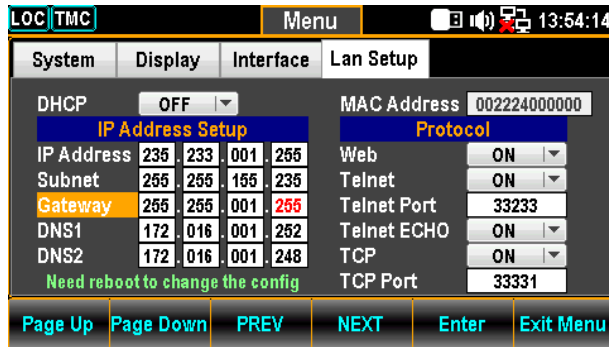 LOC TMC Menu 13:54:14
System Display Interface Lan Setup
DHCP OFF MAC Address 002224000000
IP Address Setup Protocol
IP Address 235 . 233 . 001 . 255 Web ON
Subnet 255 . 255 . 155 . 235 Telnet ON
Gateway 255 . 255 . 001 . 255 Telnet Port 33233
DNS1 172 . 016 . 001 . 252 Telnet ECHO ON
DNS2 172 . 016 . 001 . 248 TCP ON
Need reboot to change the config TCP Port 33331
Page Up Page Down PREV NEXT Enter Exit Menu